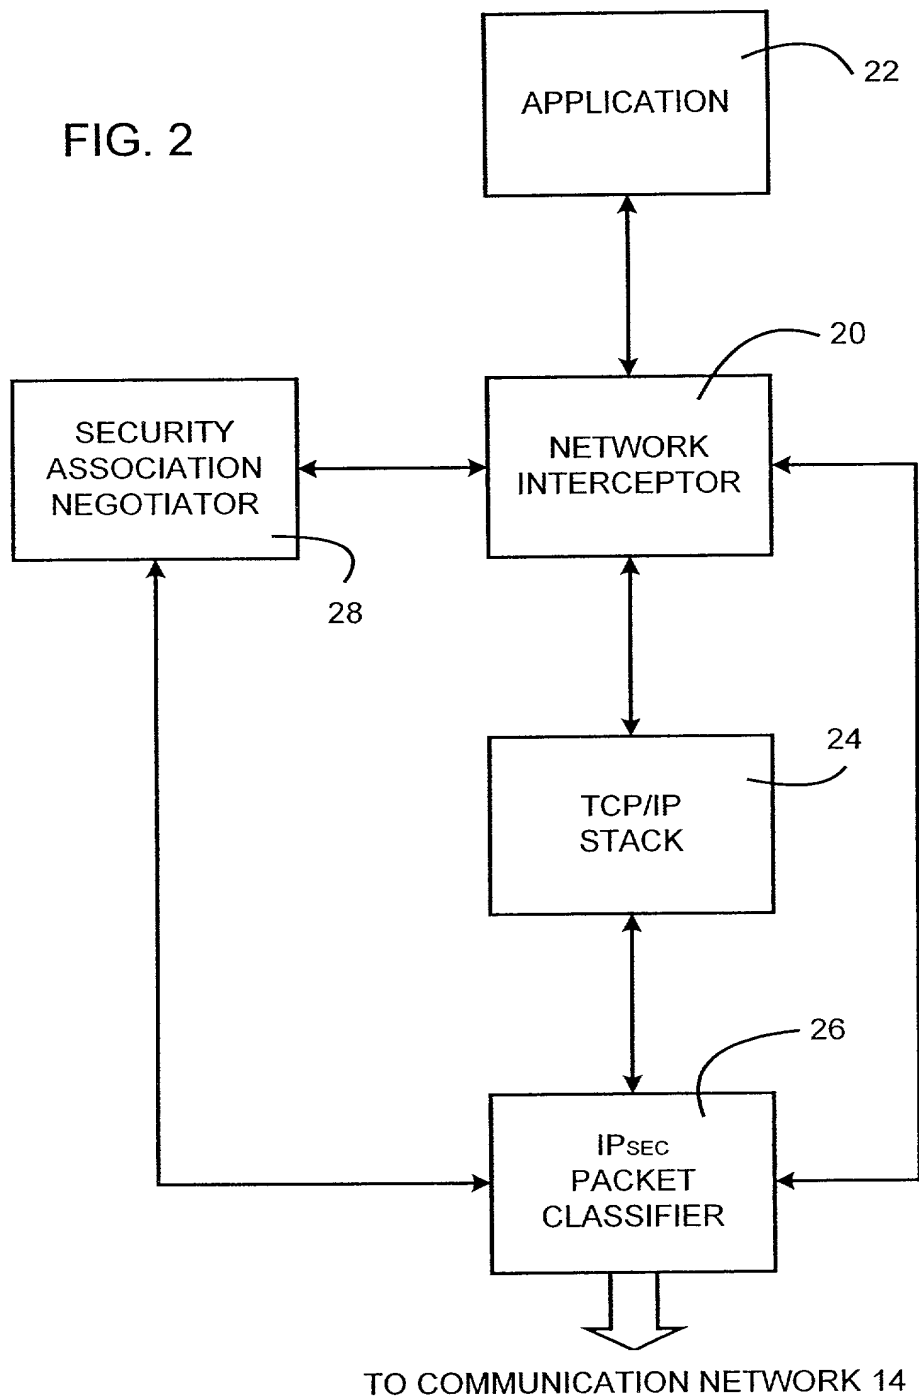 FIG. 2
APPLICATION
22
20
SECURITY
ASSOCIATION
NEGOTIATOR
28
NETWORK
INTERCEPTOR
24
TCP/IP
STACK
26
IPSEC
PACKET
CLASSIFIER
TO COMMUNICATION NETWORK 14